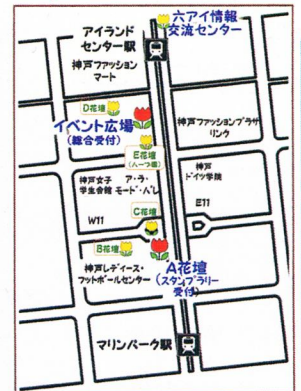 六アイ情報
交流センター
アイランド
センター駅
神戸ファッション
マート
D花壇
イベント広場
(総合受付)
神戸ファッションプラザ
リンク
E花壇
(ハーブ園)
神戸女子
学生会館
ア・ラ・
モード・パレ
神戸
ドイツ学院
W11
E11
C花壇
B花壇
神戸レディース・
フットボールセンター
A花壇
(スタンプラリー
受付)
マリンパーク駅